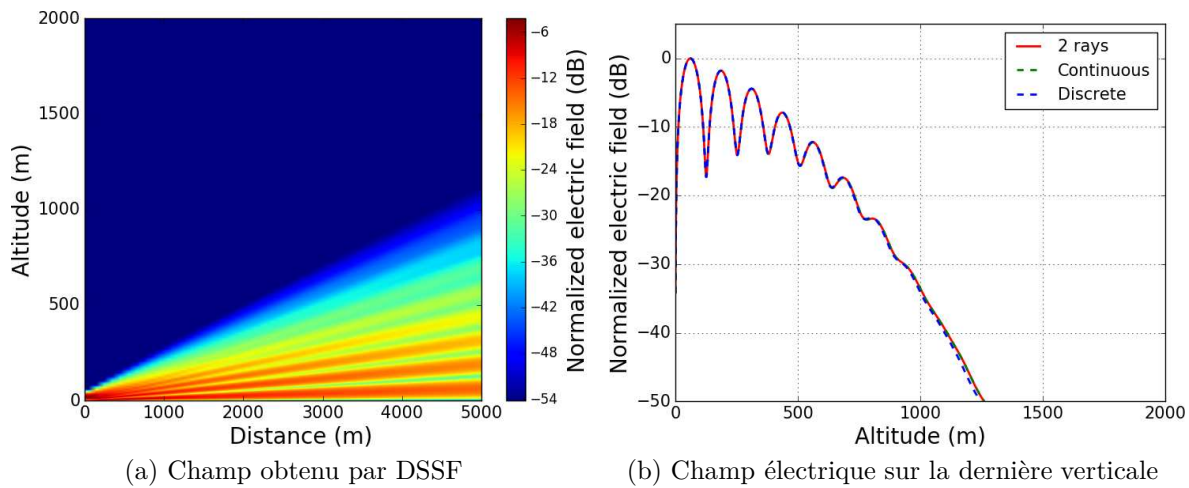 2000
1500
1000
500
0
Altitude (m)
0 1000 2000 3000 4000 5000
Distance (m)
−6
−12
−18
−24
−30
−36
−42
−48
−54
Normalized electric field (dB)
(a) Champ obtenu par DSSF
0
−10
−20
−30
−40
−50
Normalized electric field (dB)
2 rays
Continuous
Discrete
0 500 1000 1500 2000
Altitude (m)
(b) Champ électrique sur la dernière verticale